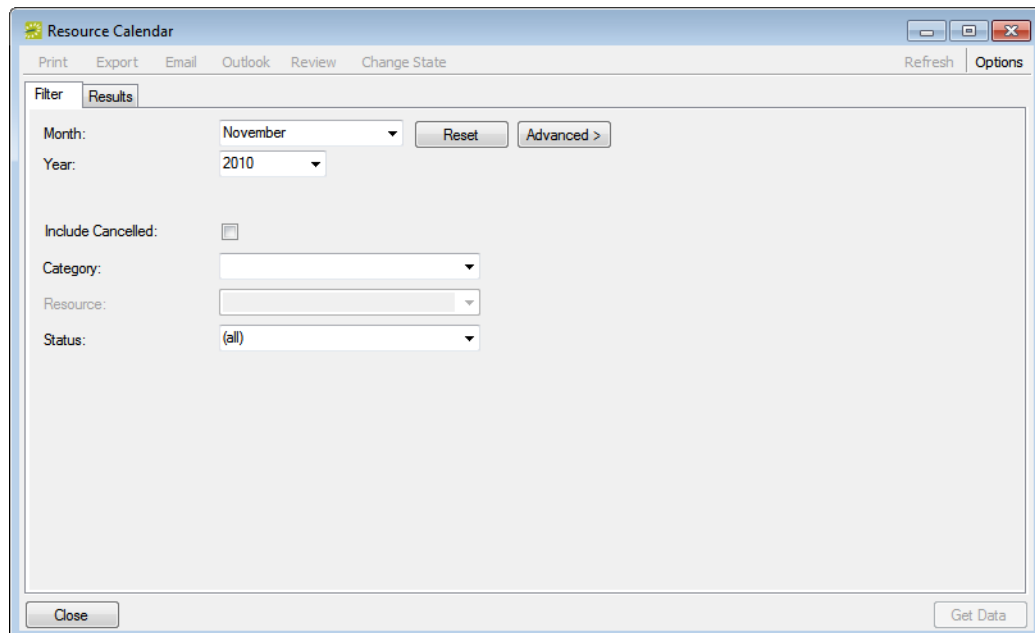 Resource Calendar
Print Export Email Outlook Review Change State Refresh Options
Filter Results
Month: November Reset Advanced >
Year: 2010
Include Cancelled:
Category:
Resource:
Status: (all)
Close Get Data